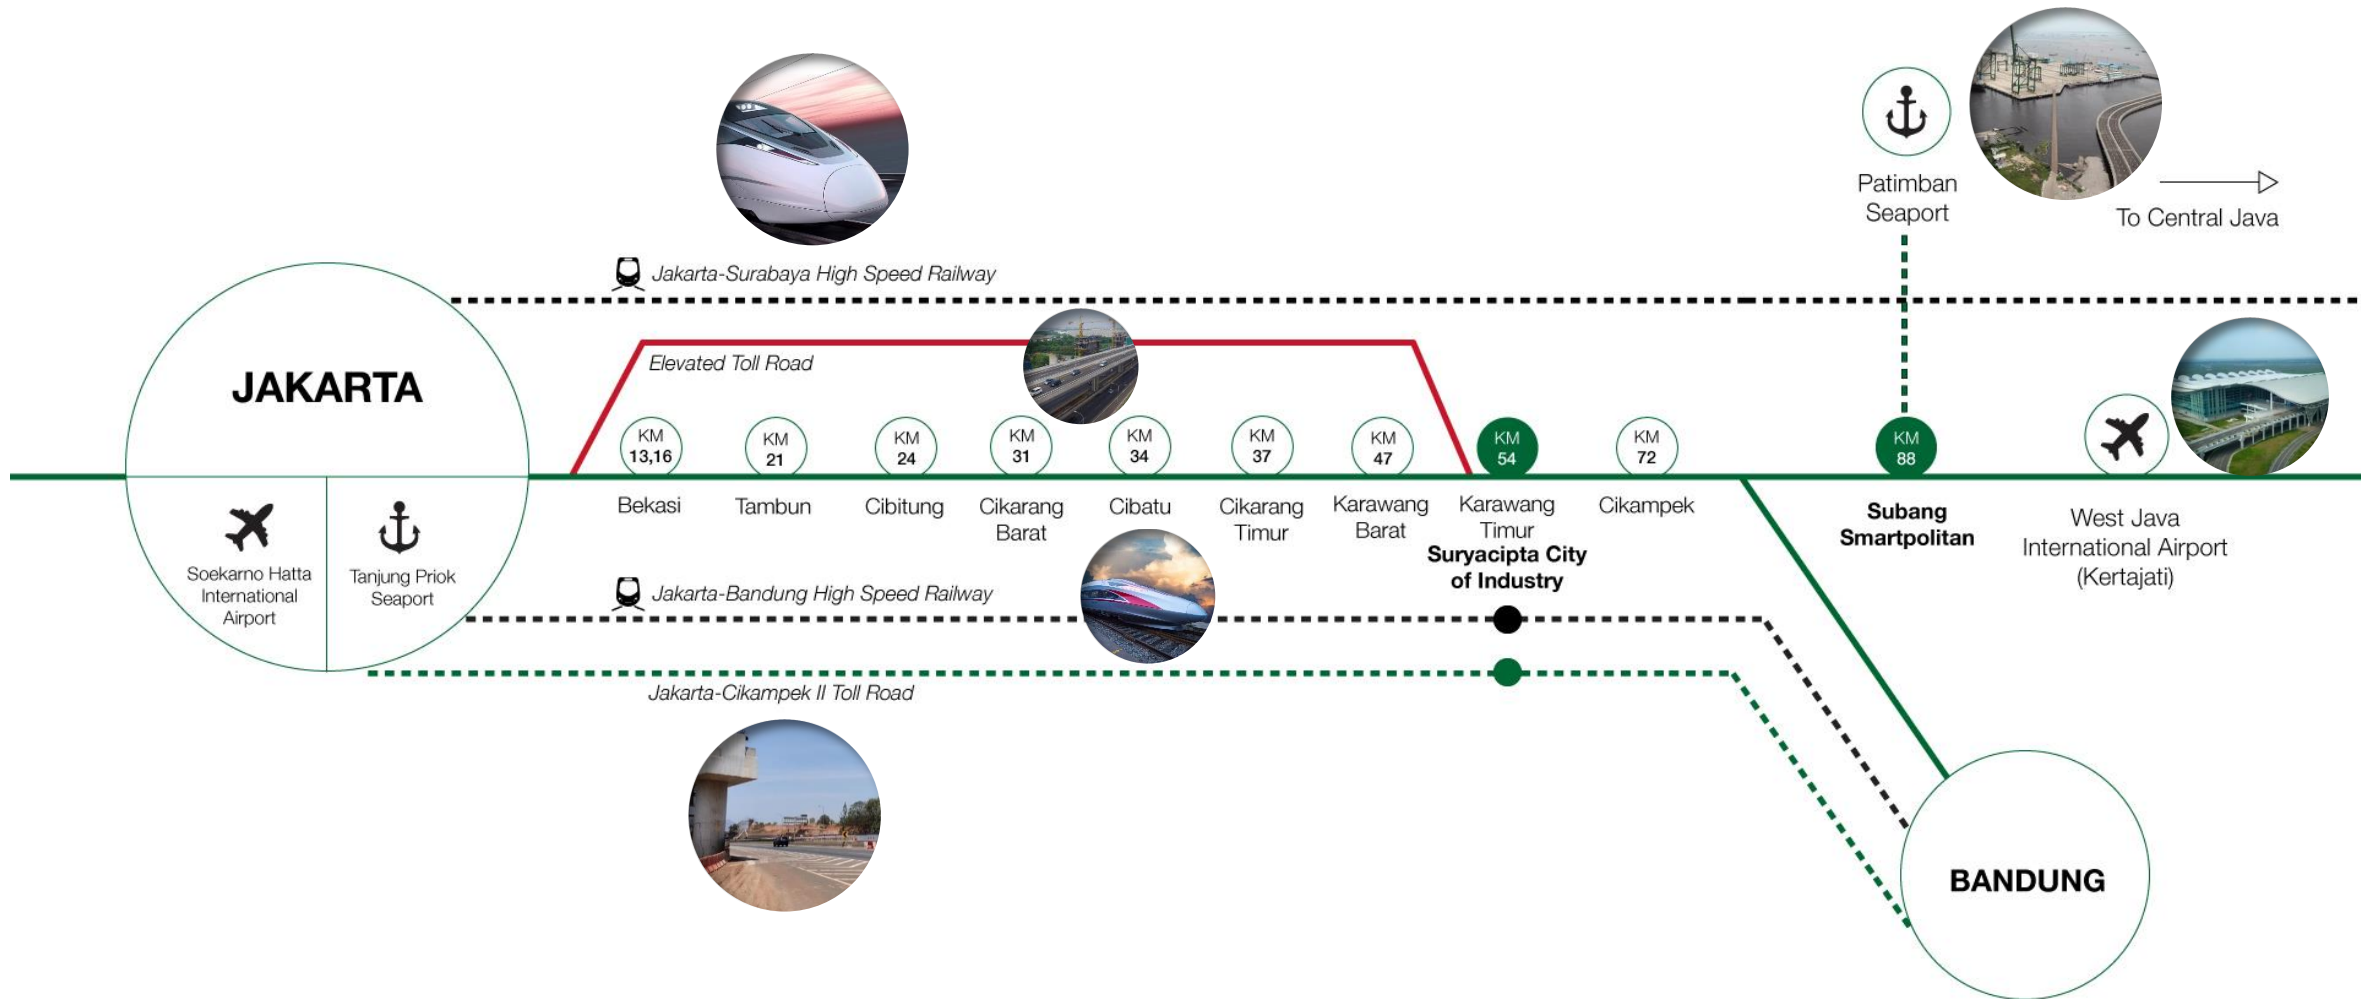 Patimban
Seaport
To Central Java
Jakarta-Surabaya High Speed Railway
JAKARTA
Elevated Toll Road
KM
13,16
KM
21
KM
24
KM
31
KM
34
KM
37
KM
47
KM
54
KM
72
KM
88
Bekasi
Tambun
Cibitung
Cikarang
Barat
Cibatu
Cikarang
Timur
Karawang
Barat
Karawang
Timur
Suryacipta City
of Industry
Cikampek
Subang
Smartpolitan
West Java
International Airport
(Kertajati)
Soekarno Hatta
International
Airport
Tanjung Priok
Seaport
Jakarta-Bandung High Speed Railway
Jakarta-Cikampek II Toll Road
BANDUNG